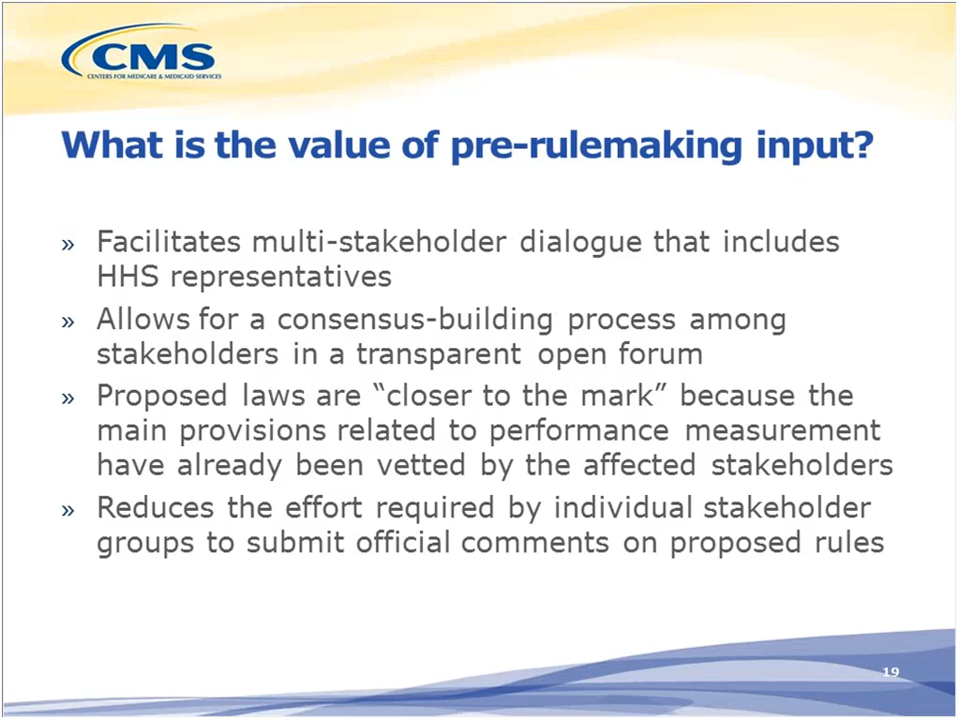 CMS
CENTERS FOR MEDICARE & MEDICAID SERVICES
What is the value of pre-rulemaking input?
» Facilitates multi-stakeholder dialogue that includes
HHS representatives
» Allows for a consensus-building process among
stakeholders in a transparent open forum
» Proposed laws are “closer to the mark” because the
main provisions related to performance measurement
have already been vetted by the affected stakeholders
» Reduces the effort required by individual stakeholder
groups to submit official comments on proposed rules
19